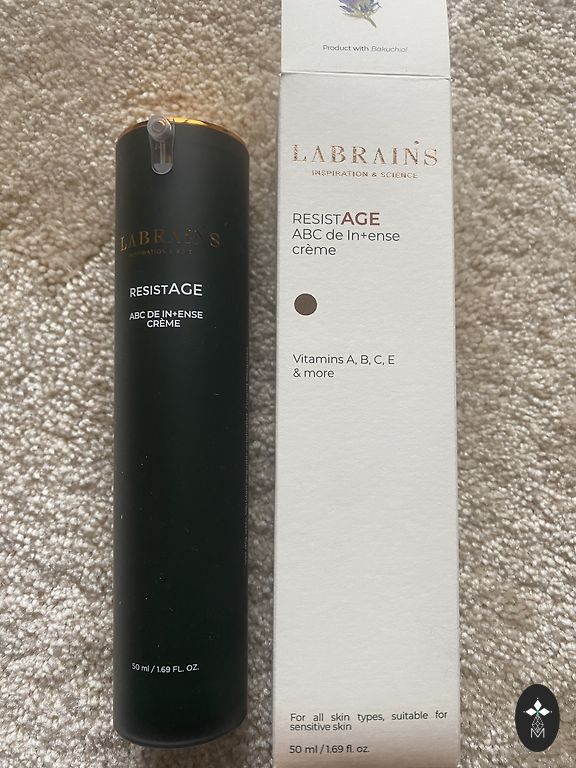 LABRAINS
RESISTAGE
ABC DE IN+ENSE
CRÈME
50 ml / 1.69 FL. OZ.
Product with Bakuchiol
LABRAINS
INSPIRATION & SCIENCE
RESISTAGE
ABC de In+ense
crème
Vitamins A, B, C, E
& more
For all skin types, suitable for
sensitive skin
50 ml / 1.69 fl. oz.